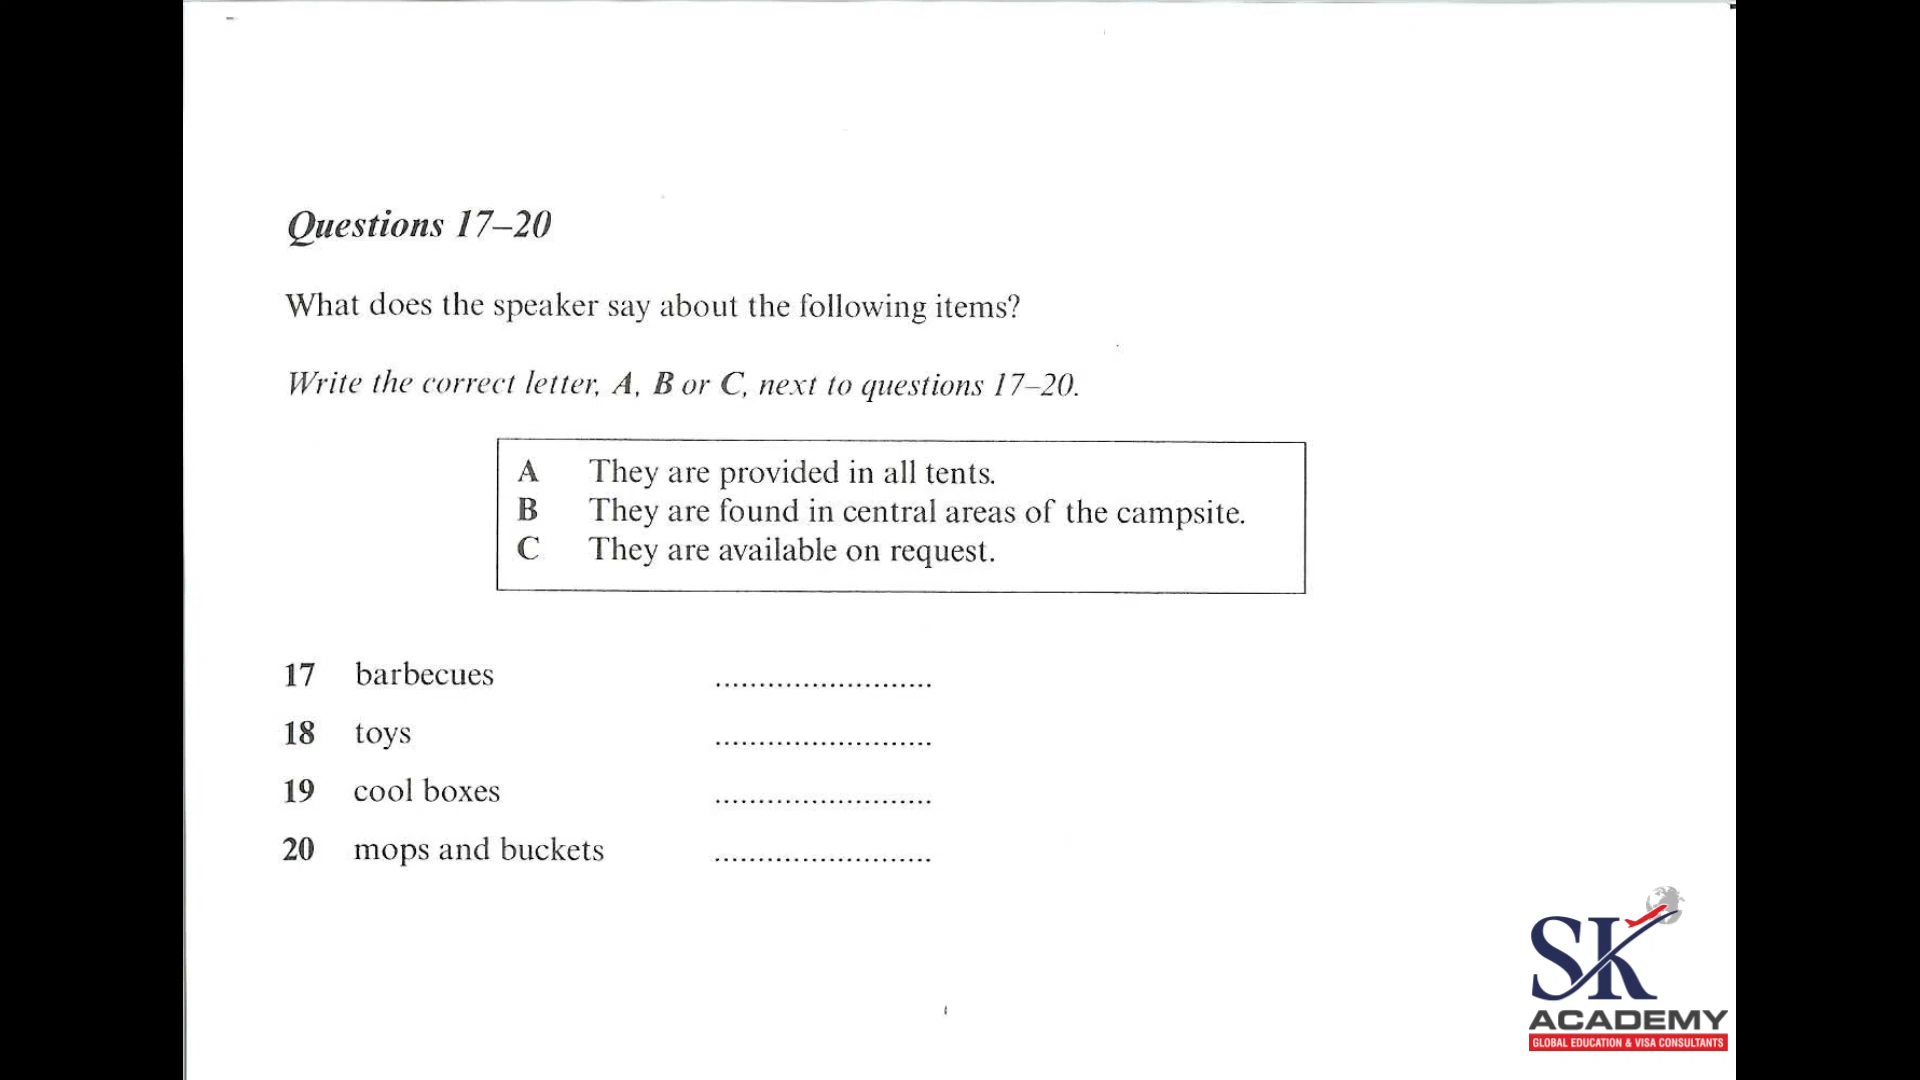 Questions 17–20
What does the speaker say about the following items?
Write the correct letter, A, B or C, next to questions 17–20.
A They are provided in all tents.
B They are found in central areas of the campsite.
C They are available on request.
17 barbecues ........................
18 toys ........................
19 cool boxes ........................
20 mops and buckets ........................
SK
ACADEMY
GLOBAL EDUCATION & VISA CONSULTANTS